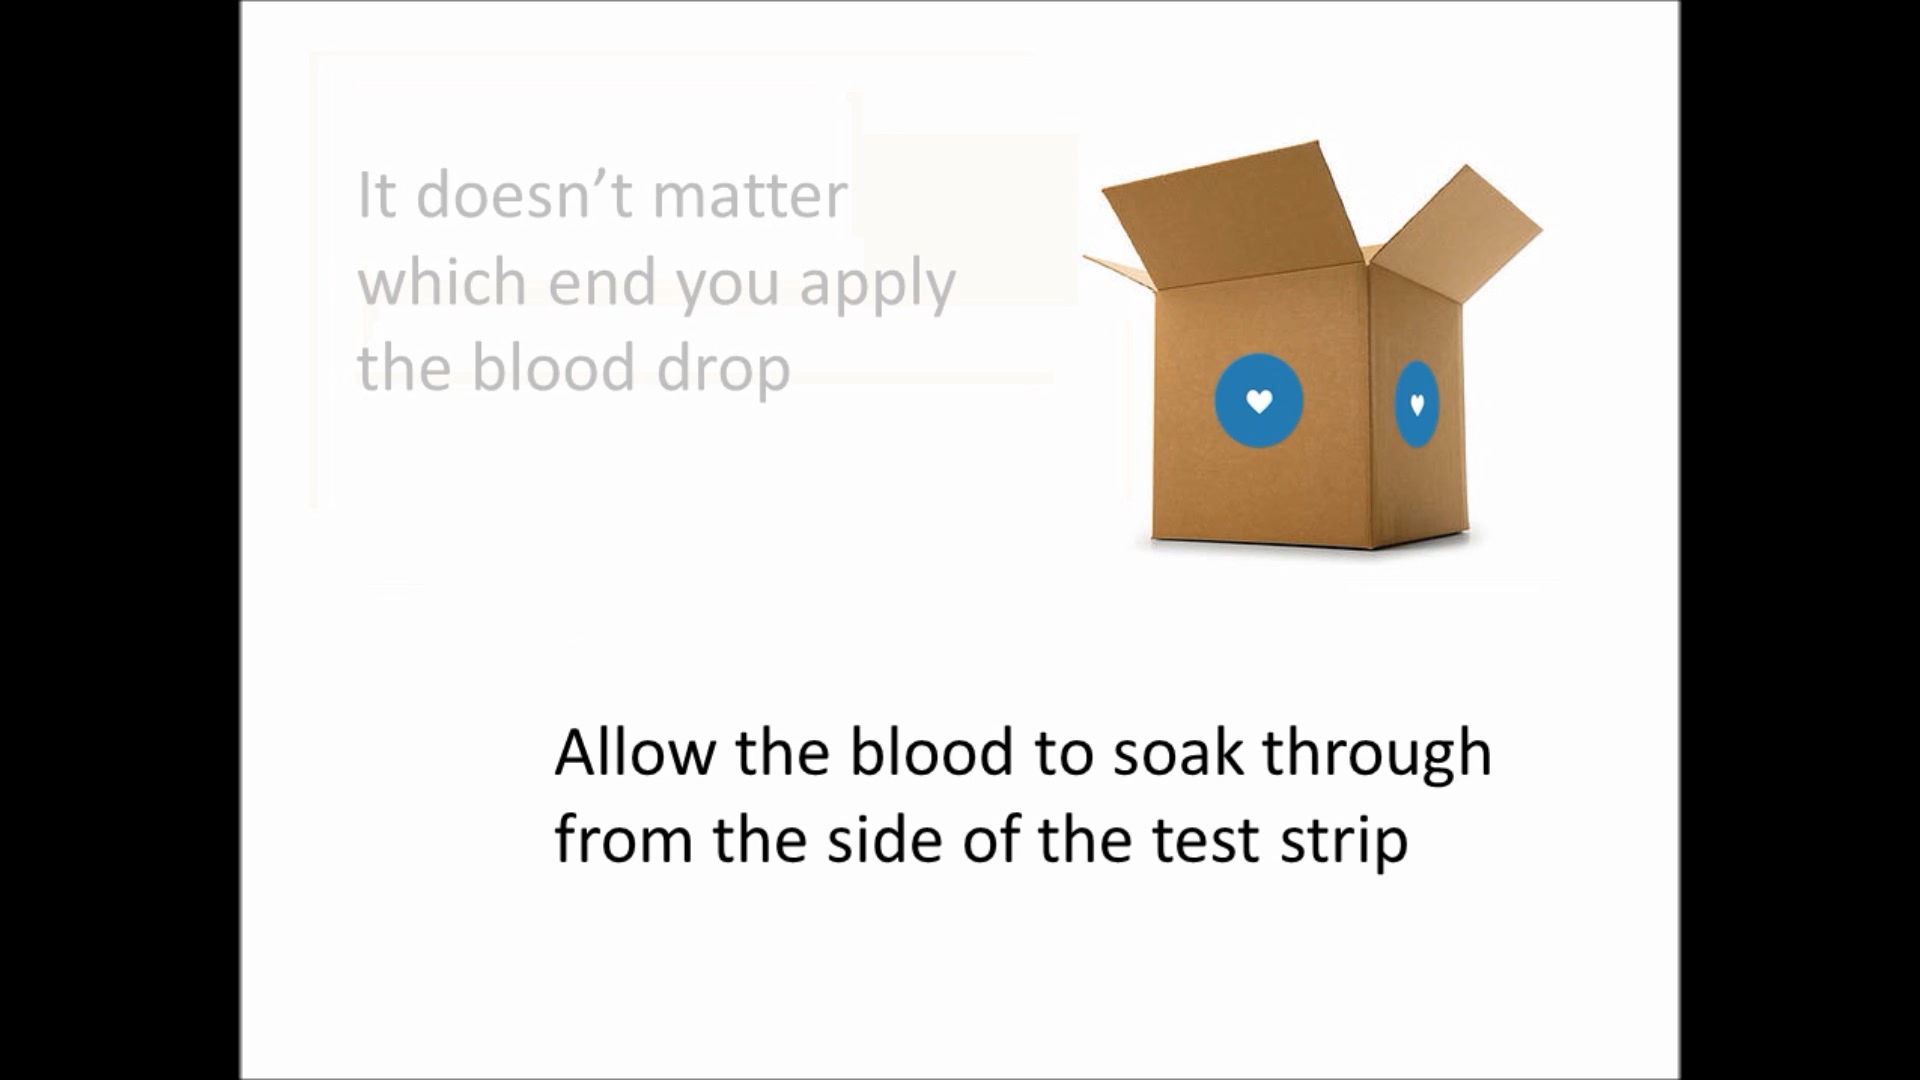 It doesn’t matter
which end you apply
the blood drop
Allow the blood to soak through
from the side of the test strip